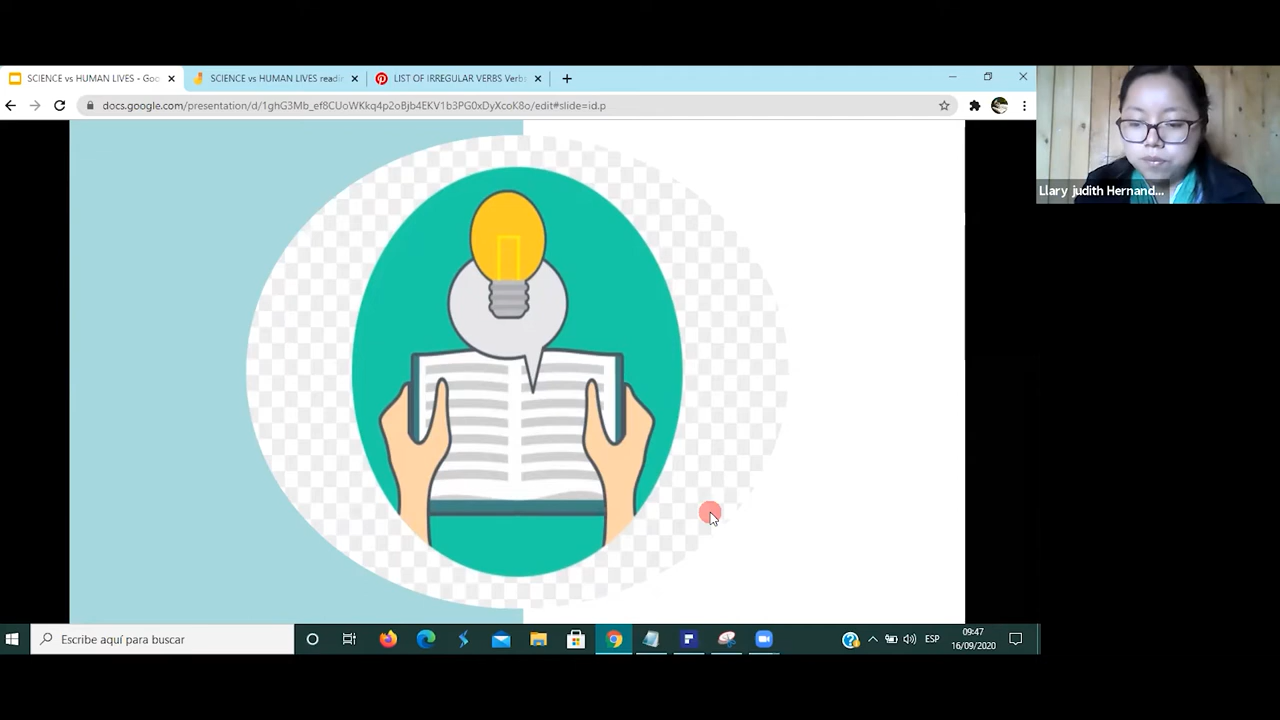 SCIENCE vs HUMAN LIVES - Goo
SCIENCE vs HUMAN LIVES readi
LIST OF IRREGULAR VERBS Verbs
docs.google.com/presentation/d/1ghG3Mb_ef8CUoWKkq4p2oBjb4EKV1b3PG0xDyXcoK8o/edit#slide=id.p
Llary judith Hernand...
Escribe aquí para buscar
ESP
09:47
16/09/2020